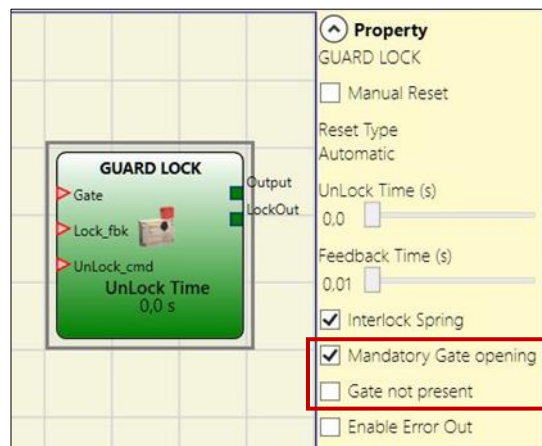 GUARD LOCK
Gate
Output
LockOut
Lock_fbk
UnLock_cmd
UnLock Time
0,0 s
Property
GUARD LOCK
Manual Reset
Reset Type
Automatic
UnLock Time (s)
0,0
Feedback Time (s)
0,01
Interlock Spring
Mandatory Gate opening
Gate not present
Enable Error Out